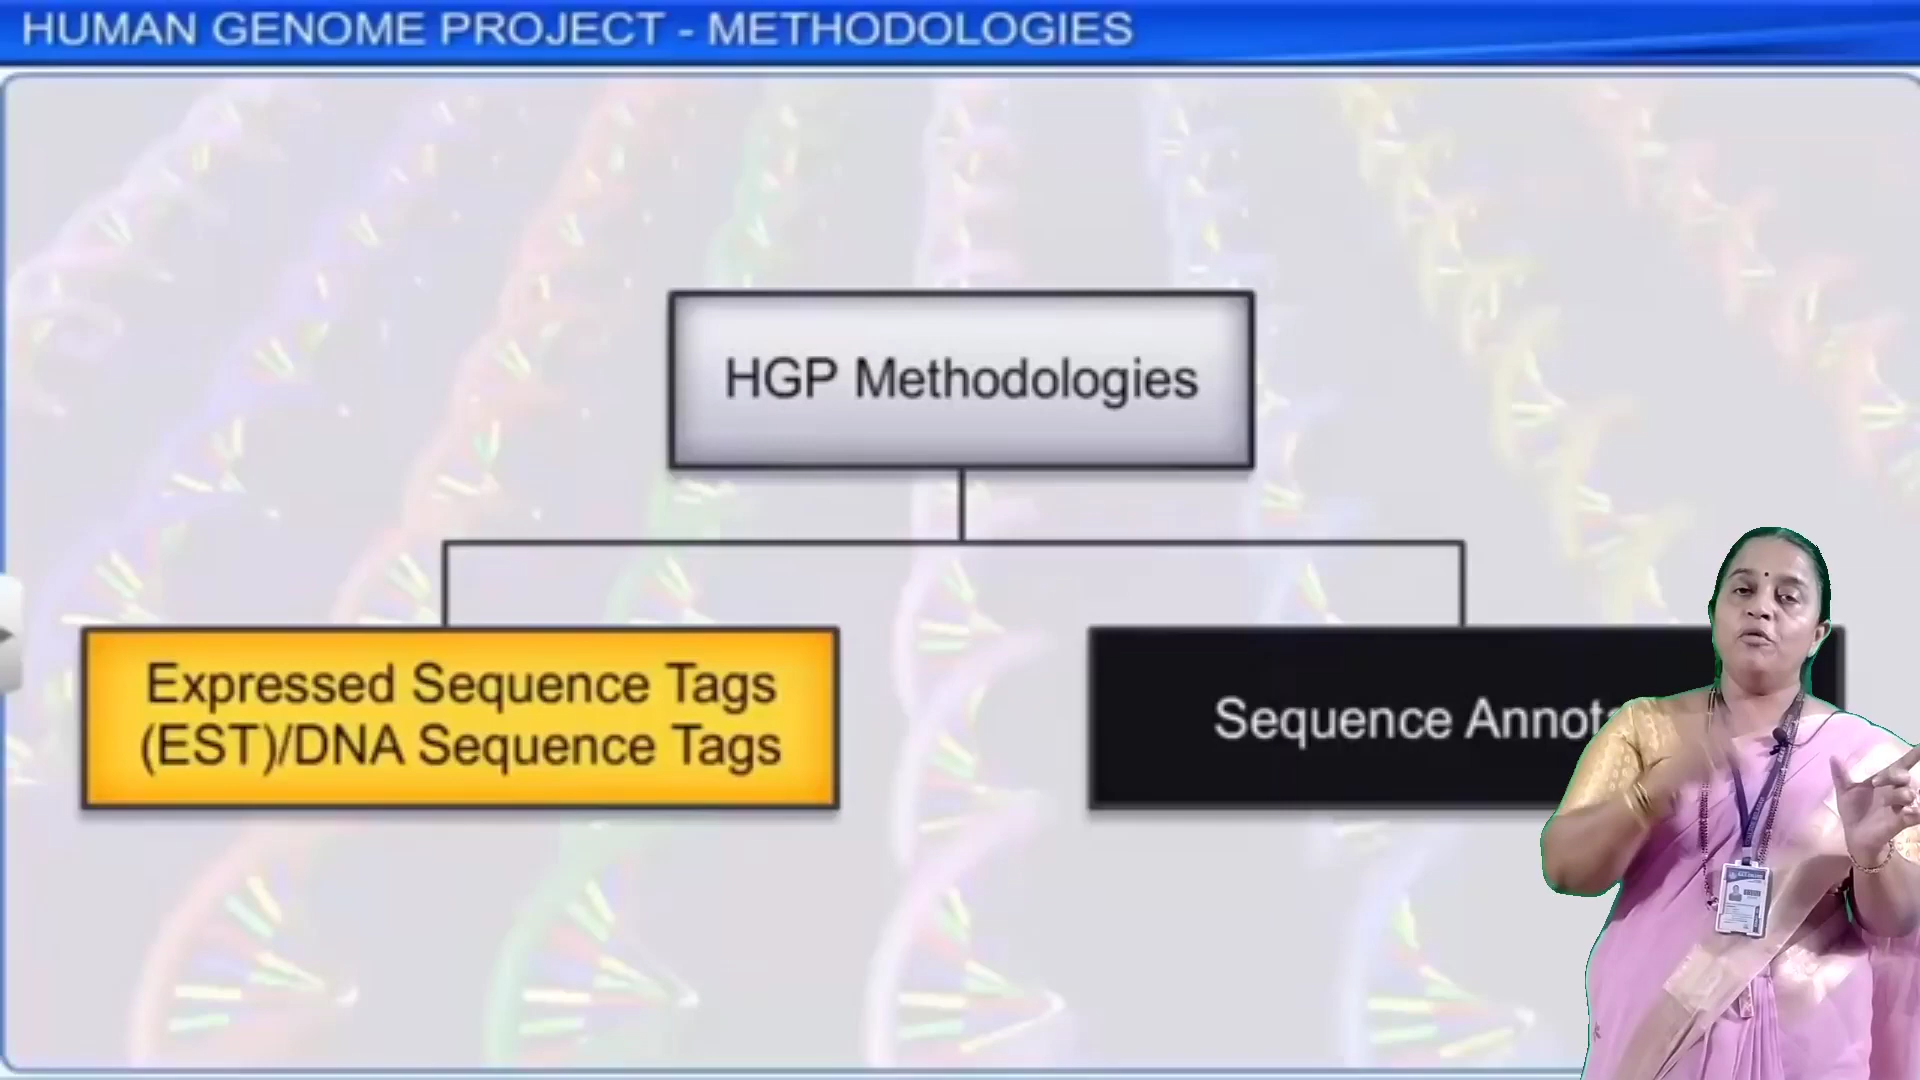 HUMAN GENOME PROJECT - METHODOLOGIES
HGP Methodologies
Expressed Sequence Tags
(EST)/DNA Sequence Tags
Sequence